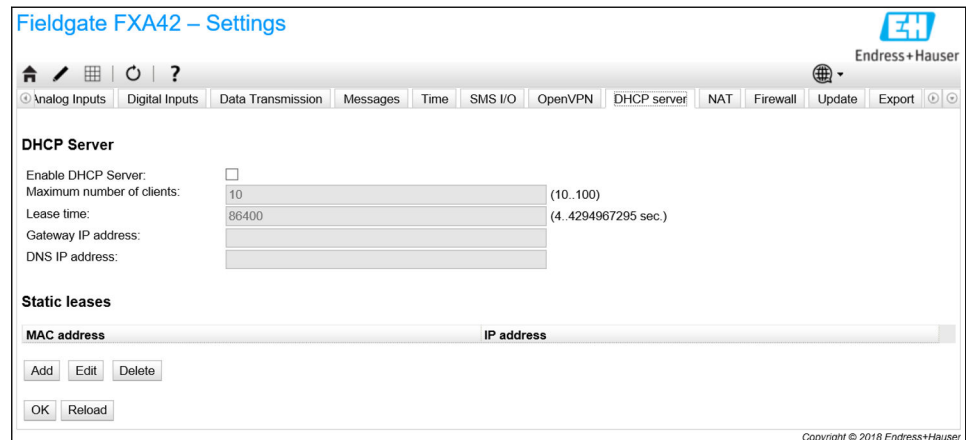 Fieldgate FXA42 – Settings
EH
Endress+Hauser
?
Analog Inputs Digital Inputs Data Transmission Messages Time SMS I/O OpenVPN DHCP server NAT Firewall Update Export
DHCP Server
Enable DHCP Server:
Maximum number of clients: 10 (10..100)
Lease time: 86400 (4..4294967295 sec.)
Gateway IP address:
DNS IP address:
Static leases
MAC address IP address
Add Edit Delete
OK Reload
Copyright © 2018 Endress+Hauser